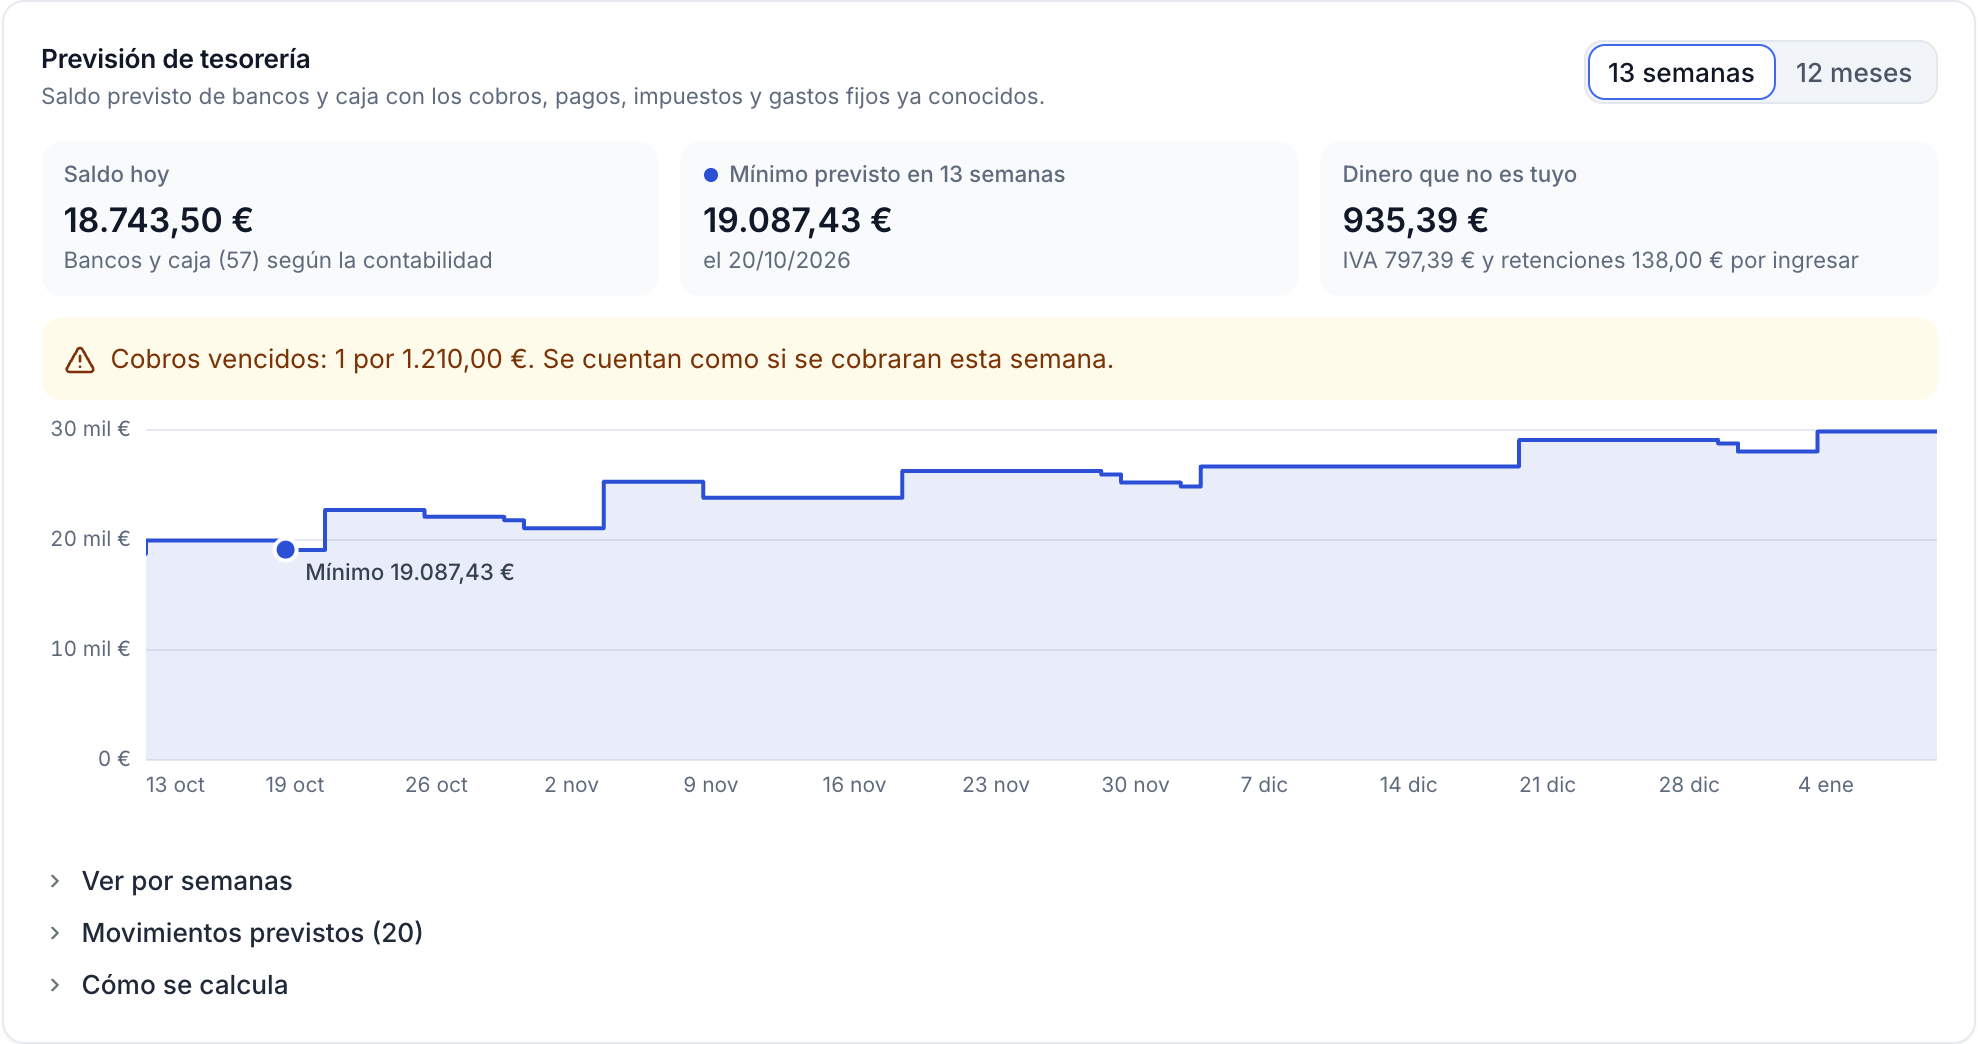 Previsión de tesorería
Saldo previsto de bancos y caja con los cobros, pagos, impuestos y gastos fijos ya conocidos.
13 semanas
12 meses
Saldo hoy
18.743,50 €
Bancos y caja (57) según la contabilidad
Mínimo previsto en 13 semanas
19.087,43 €
el 20/10/2026
Dinero que no es tuyo
935,39 €
IVA 797,39 € y retenciones 138,00 € por ingresar
Cobros vencidos: 1 por 1.210,00 €. Se cuentan como si se cobraran esta semana.
30 mil €
20 mil €
Mínimo 19.087,43 €
10 mil €
0 €
13 oct
19 oct
26 oct
2 nov
9 nov
16 nov
23 nov
30 nov
7 dic
14 dic
21 dic
28 dic
4 ene
Ver por semanas
Movimientos previstos (20)
Cómo se calcula